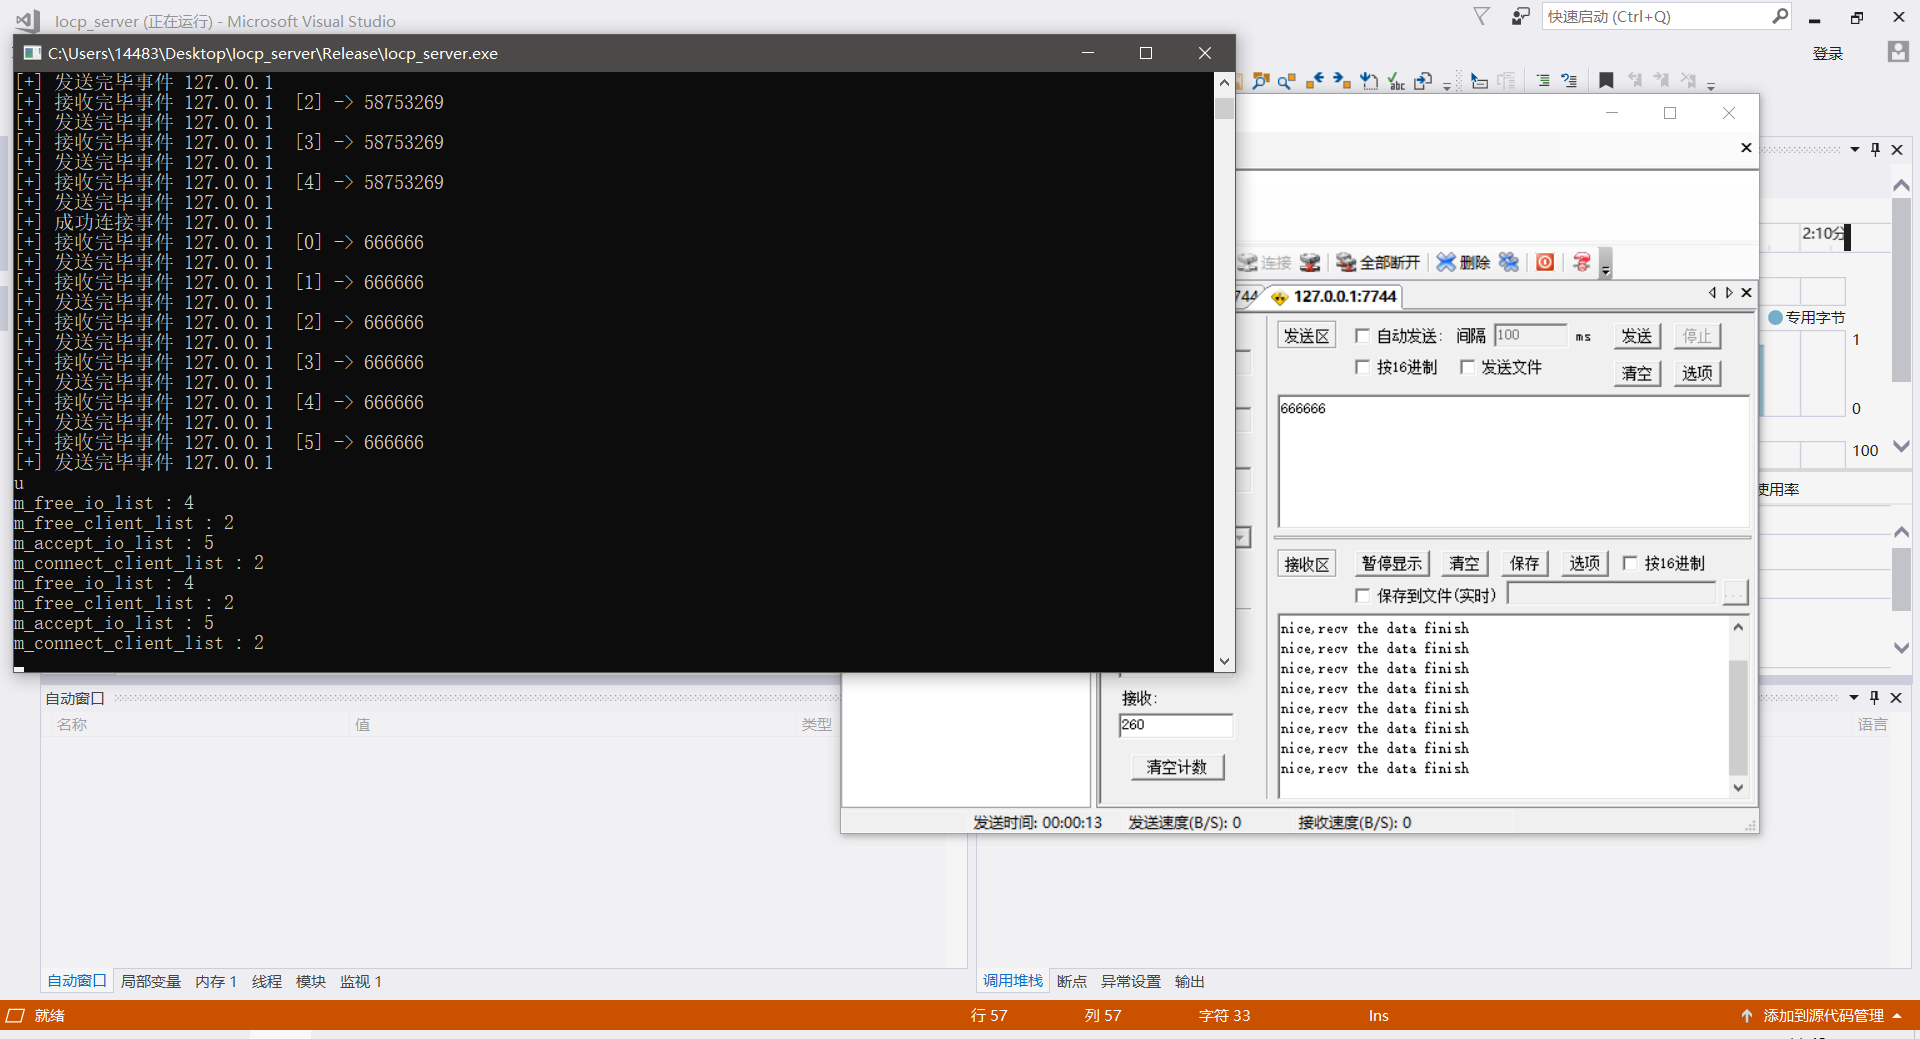 Iocp_server (正在运行) - Microsoft Visual Studio
快速启动 (Ctrl+Q)
登录
C:\Users\14483\Desktop\Iocp_server\Release\Iocp_server.exe
[+] 发送完毕事件 127.0.0.1
[+] 接收完毕事件 127.0.0.1 [2] -> 58753269
[+] 发送完毕事件 127.0.0.1
[+] 接收完毕事件 127.0.0.1 [3] -> 58753269
[+] 发送完毕事件 127.0.0.1
[+] 接收完毕事件 127.0.0.1 [4] -> 58753269
[+] 发送完毕事件 127.0.0.1
[+] 成功连接事件 127.0.0.1
[+] 接收完毕事件 127.0.0.1 [0] -> 666666
[+] 发送完毕事件 127.0.0.1
[+] 接收完毕事件 127.0.0.1 [1] -> 666666
[+] 发送完毕事件 127.0.0.1
[+] 接收完毕事件 127.0.0.1 [2] -> 666666
[+] 发送完毕事件 127.0.0.1
[+] 接收完毕事件 127.0.0.1 [3] -> 666666
[+] 发送完毕事件 127.0.0.1
[+] 接收完毕事件 127.0.0.1 [4] -> 666666
[+] 发送完毕事件 127.0.0.1
[+] 接收完毕事件 127.0.0.1 [5] -> 666666
[+] 发送完毕事件 127.0.0.1
u
m_free_io_list : 4
m_free_client_list : 2
m_accept_io_list : 5
m_connect_client_list : 2
m_free_io_list : 4
m_free_client_list : 2
m_accept_io_list : 5
m_connect_client_list : 2
连接 全部断开 删除
744 127.0.0.1:7744
发送区 自动发送: 间隔 100 ms 发送 停止
按16进制 发送文件 清空 选项
666666
接收区 暂停显示 清空 保存 选项 按16进制
保存到文件(实时) ...
nice,recv the data finish
nice,recv the data finish
nice,recv the data finish
nice,recv the data finish
nice,recv the data finish
nice,recv the data finish
nice,recv the data finish
nice,recv the data finish
接收:
260
清空计数
发送时间: 00:00:13 发送速度(B/S): 0 接收速度(B/S): 0
2:10分
专用字节
1
0
100
使用率
自动窗口
名称 值 类型
语言
自动窗口 局部变量 内存 1 线程 模块 监视 1
调用堆栈 断点 异常设置 输出
就绪 行 57 列 57 字符 33 Ins 添加到源代码管理